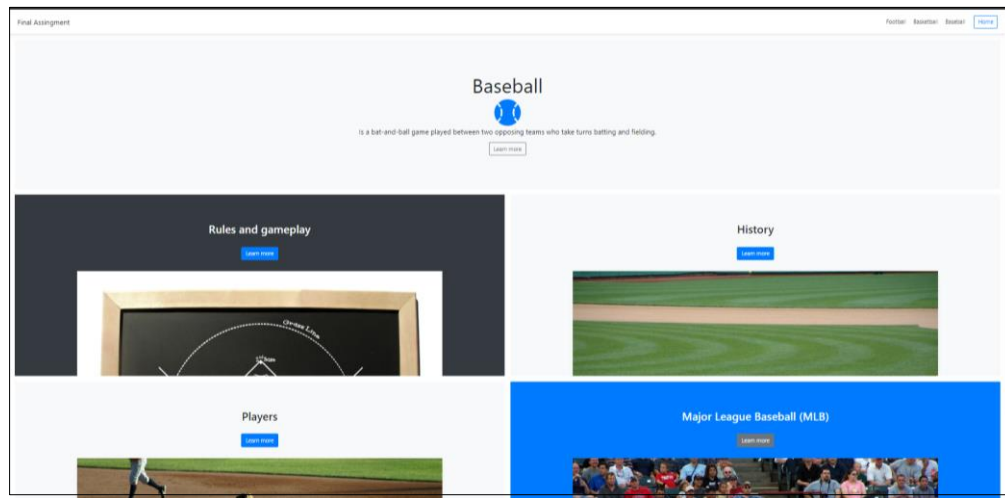 Final Assingment
Football Basketball Baseball Home
Baseball
Is a bat-and-ball game played between two opposing teams who take turns batting and fielding.
Learn more
Rules and gameplay
Learn more
History
Learn more
Grass Line
Players
Learn more
Major League Baseball (MLB)
Learn more